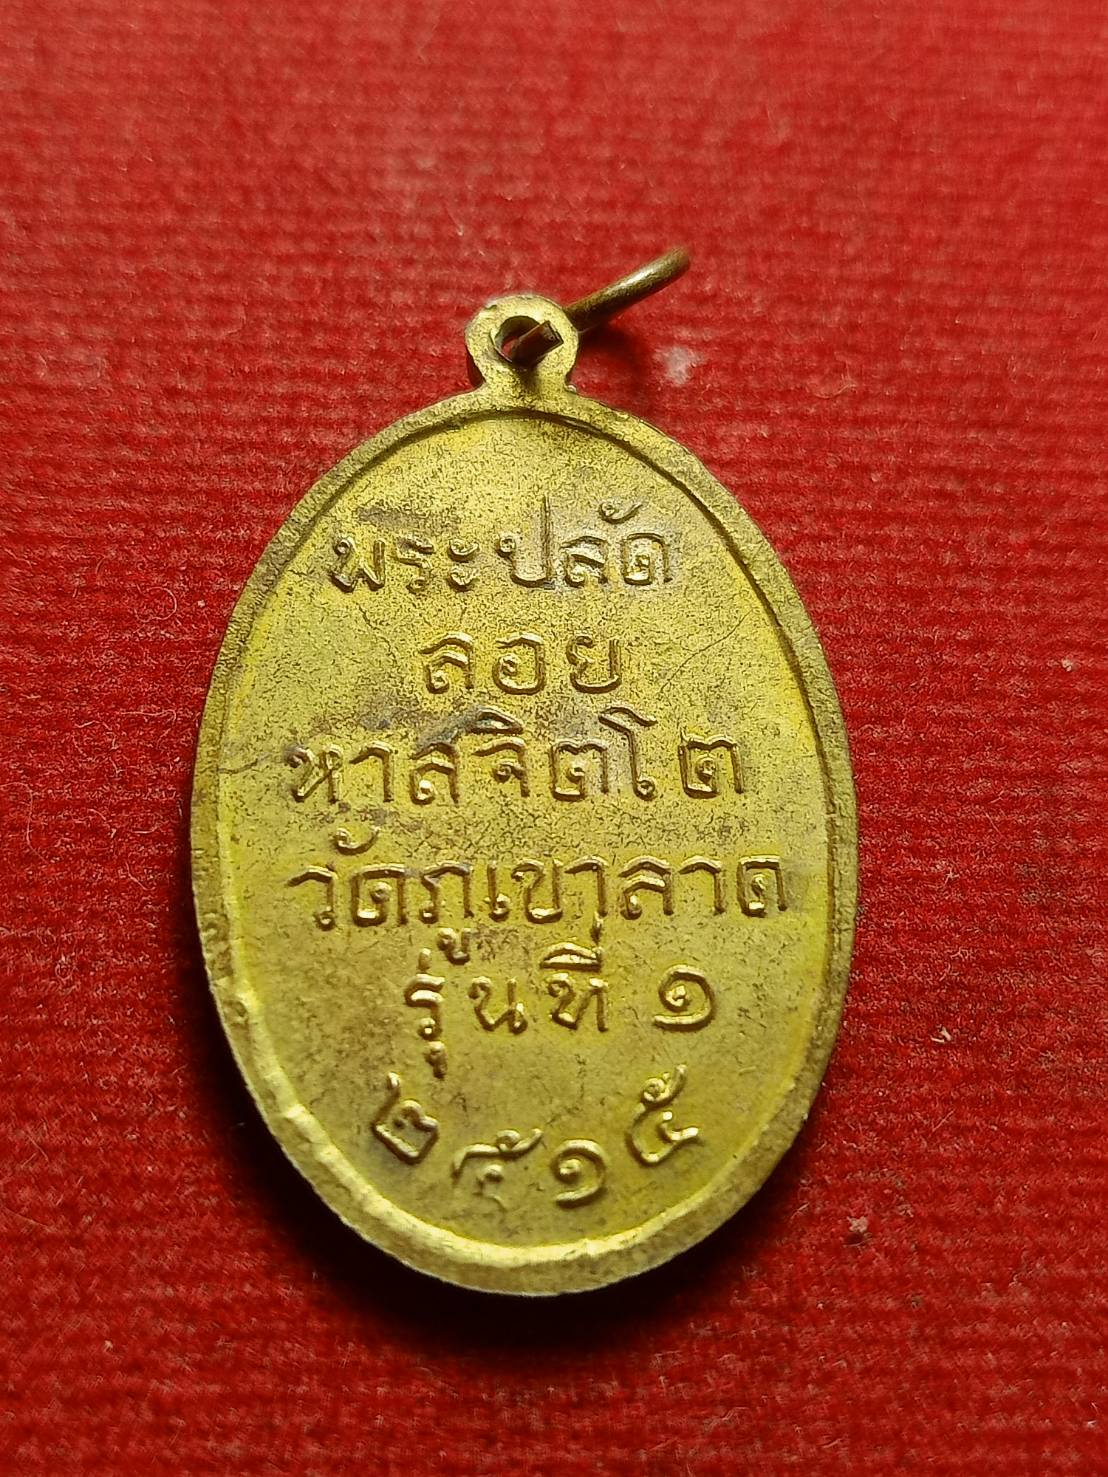 พระปลัด
ลอย
หาสจิตโต
วัดภูเขาลาด
รุ่นที่ ๑
๒๕๑๕